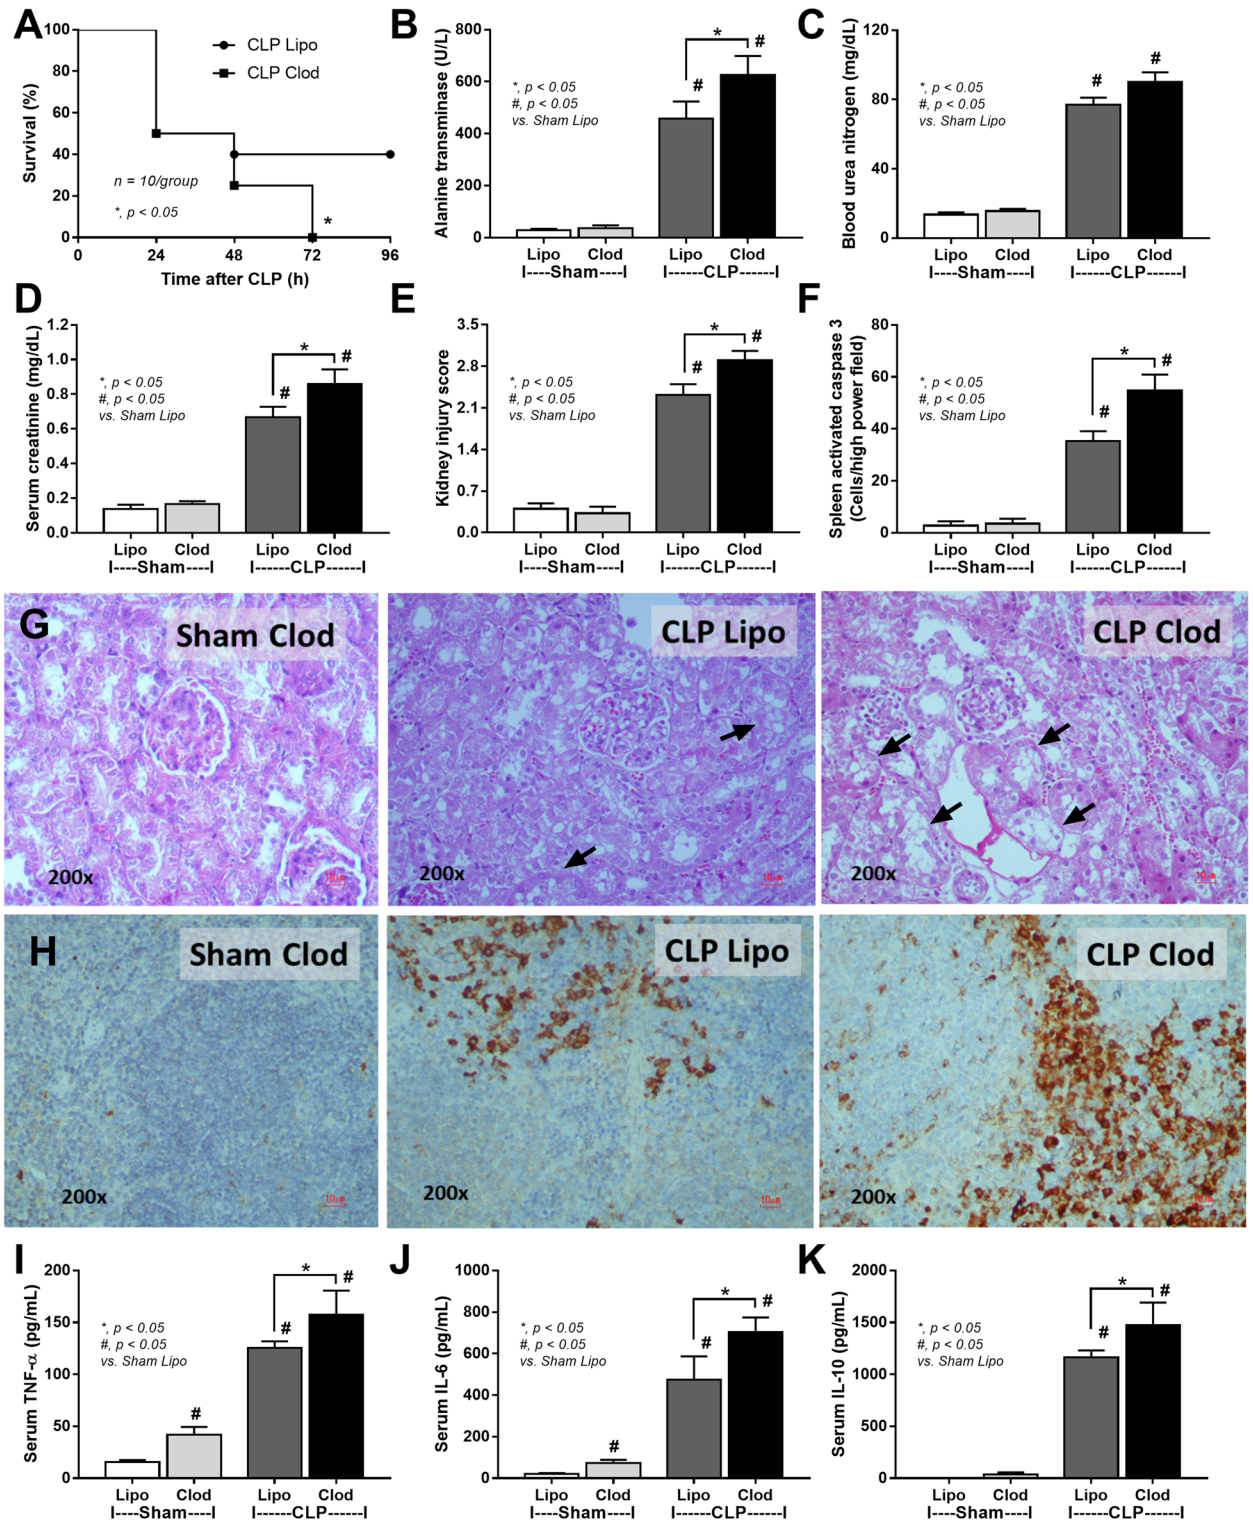 A
Survival (%)
100
80
60
40
20
0
CLP Lipo
CLP Clod
n = 10/group
*, p < 0.05
*
0 24 48 72 96
Time after CLP (h)
B
Alanine transminase (U/L)
800
600
400
200
0
*, p < 0.05
#, p < 0.05
vs. Sham Lipo
*
#
#
Lipo Clod Lipo Clod
I----Sham----I I------CLP------I
C
Blood urea nitrogen (mg/dL)
120
80
40
0
*, p < 0.05
#, p < 0.05
vs. Sham Lipo
#
#
Lipo Clod Lipo Clod
I----Sham----I I------CLP------I
D
Serum creatinine (mg/dL)
1.2
1.0
0.8
0.6
0.4
0.2
0.0
*, p < 0.05
#, p < 0.05
vs. Sham Lipo
*
#
#
Lipo Clod Lipo Clod
I----Sham----I I------CLP------I
E
Kidney injury score
3.5
2.8
2.1
1.4
0.7
0.0
*, p < 0.05
#, p < 0.05
vs. Sham Lipo
*
#
#
Lipo Clod Lipo Clod
I----Sham----I I------CLP------I
F
Spleen activated caspase 3
(Cells/high power field)
80
60
40
20
0
*, p < 0.05
#, p < 0.05
vs. Sham Lipo
*
#
#
Lipo Clod Lipo Clod
I----Sham----I I------CLP------I
G
Sham Clod
200x
10µm
CLP Lipo
200x
10µm
CLP Clod
200x
10µm
H
Sham Clod
200x
10µm
CLP Lipo
200x
10µm
CLP Clod
200x
10µm
I
Serum TNF-α (pg/mL)
200
150
100
50
0
*, p < 0.05
#, p < 0.05
vs. Sham Lipo
#
*
#
#
Lipo Clod Lipo Clod
I----Sham----I I------CLP------I
J
Serum IL-6 (pg/mL)
1000
800
600
400
200
0
*, p < 0.05
#, p < 0.05
vs. Sham Lipo
#
*
#
#
Lipo Clod Lipo Clod
I----Sham----I I------CLP------I
K
Serum IL-10 (pg/mL)
2000
1500
1000
500
0
*, p < 0.05
#, p < 0.05
vs. Sham Lipo
*
#
#
Lipo Clod Lipo Clod
I----Sham----I I------CLP------I